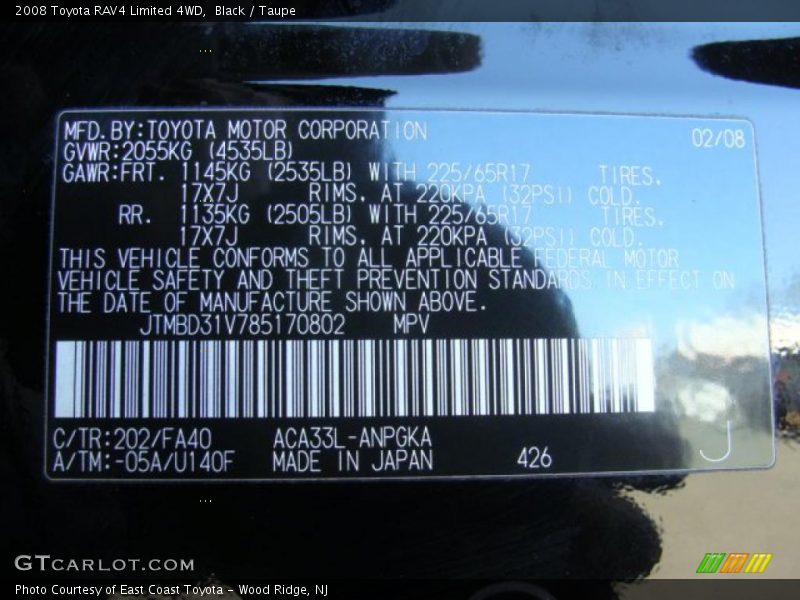 2008 Toyota RAV4 Limited 4WD,  Black / Taupe
MFD.BY:TOYOTA MOTOR CORPORATION 02/08
GVWR:2055KG (4535LB)
GAWR:FRT. 1145KG (2535LB) WITH 225/65R17 TIRES,
17X7J RIMS, AT 220KPA (32PSI) COLD.
RR. 1135KG (2505LB) WITH 225/65R17 TIRES,
17X7J RIMS, AT 220KPA (32PSI) COLD.
THIS VEHICLE CONFORMS TO ALL APPLICABLE FEDERAL MOTOR
VEHICLE SAFETY AND THEFT PREVENTION STANDARDS IN EFFECT ON
THE DATE OF MANUFACTURE SHOWN ABOVE.
JTMBD31V785170802 MPV
C/TR:202/FA40 ACA33L-ANPGKA
A/TM:-05A/U140F MADE IN JAPAN 426 J
GTCARLOT.COM
Photo Courtesy of East Coast Toyota – Wood Ridge, NJ